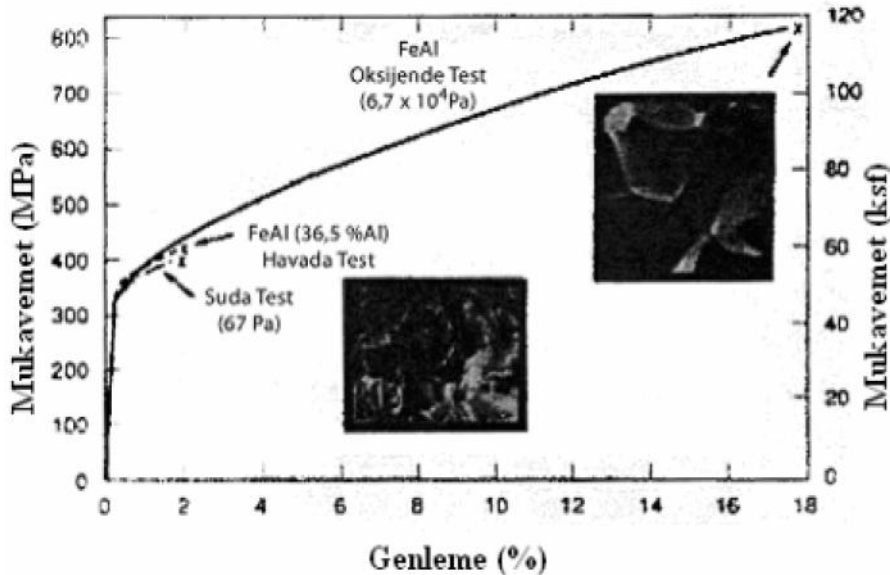 Mukavemet (MPa)
800
700
600
500
400
300
200
100
0
FeAl
Oksijende Test
(6,7 x 10⁴Pa)
FeAl (36,5 %Al)
Havada Test
Suda Test
(67 Pa)
120
100
80
60
40
20
0
Mukavemet (ksf)
0 2 4 6 8 10 12 14 16 18
Genleme (%)